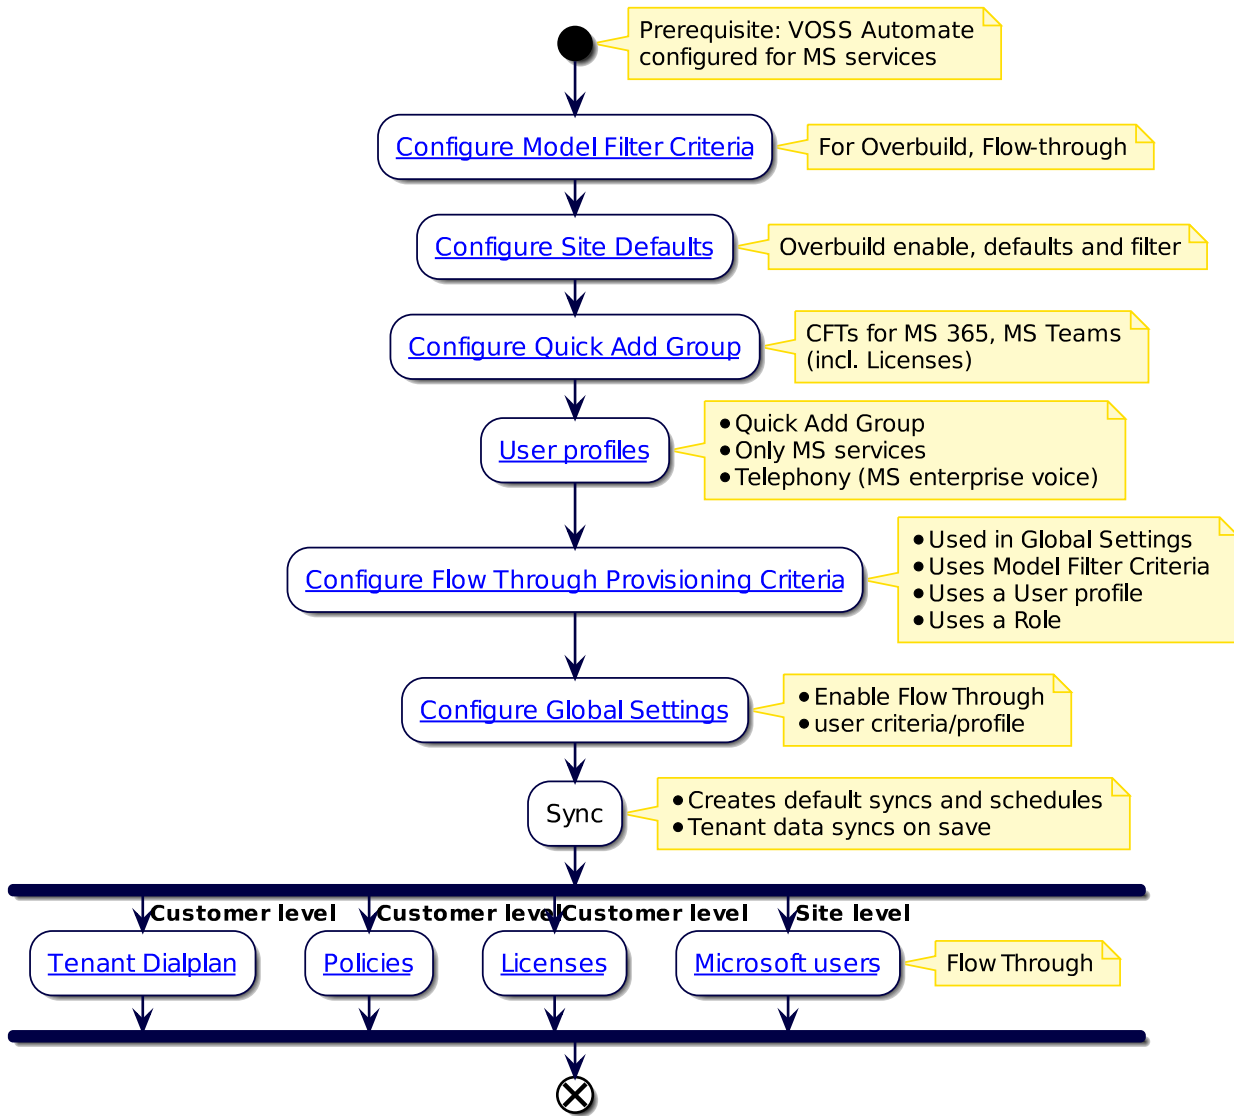 Prerequisite: VOSS Automate
configured for MS services
Configure Model Filter Criteria
For Overbuild, Flow-through
Configure Site Defaults
Overbuild enable, defaults and filter
Configure Quick Add Group
CFTs for MS 365, MS Teams
(incl. Licenses)
User profiles
• Quick Add Group
• Only MS services
• Telephony (MS enterprise voice)
Configure Flow Through Provisioning Criteria
• Used in Global Settings
• Uses Model Filter Criteria
• Uses a User profile
• Uses a Role
Configure Global Settings
• Enable Flow Through
• user criteria/profile
Sync
• Creates default syncs and schedules
• Tenant data syncs on save
Customer level
Customer level
Customer level
Site level
Tenant Dialplan
Policies
Licenses
Microsoft users
Flow Through